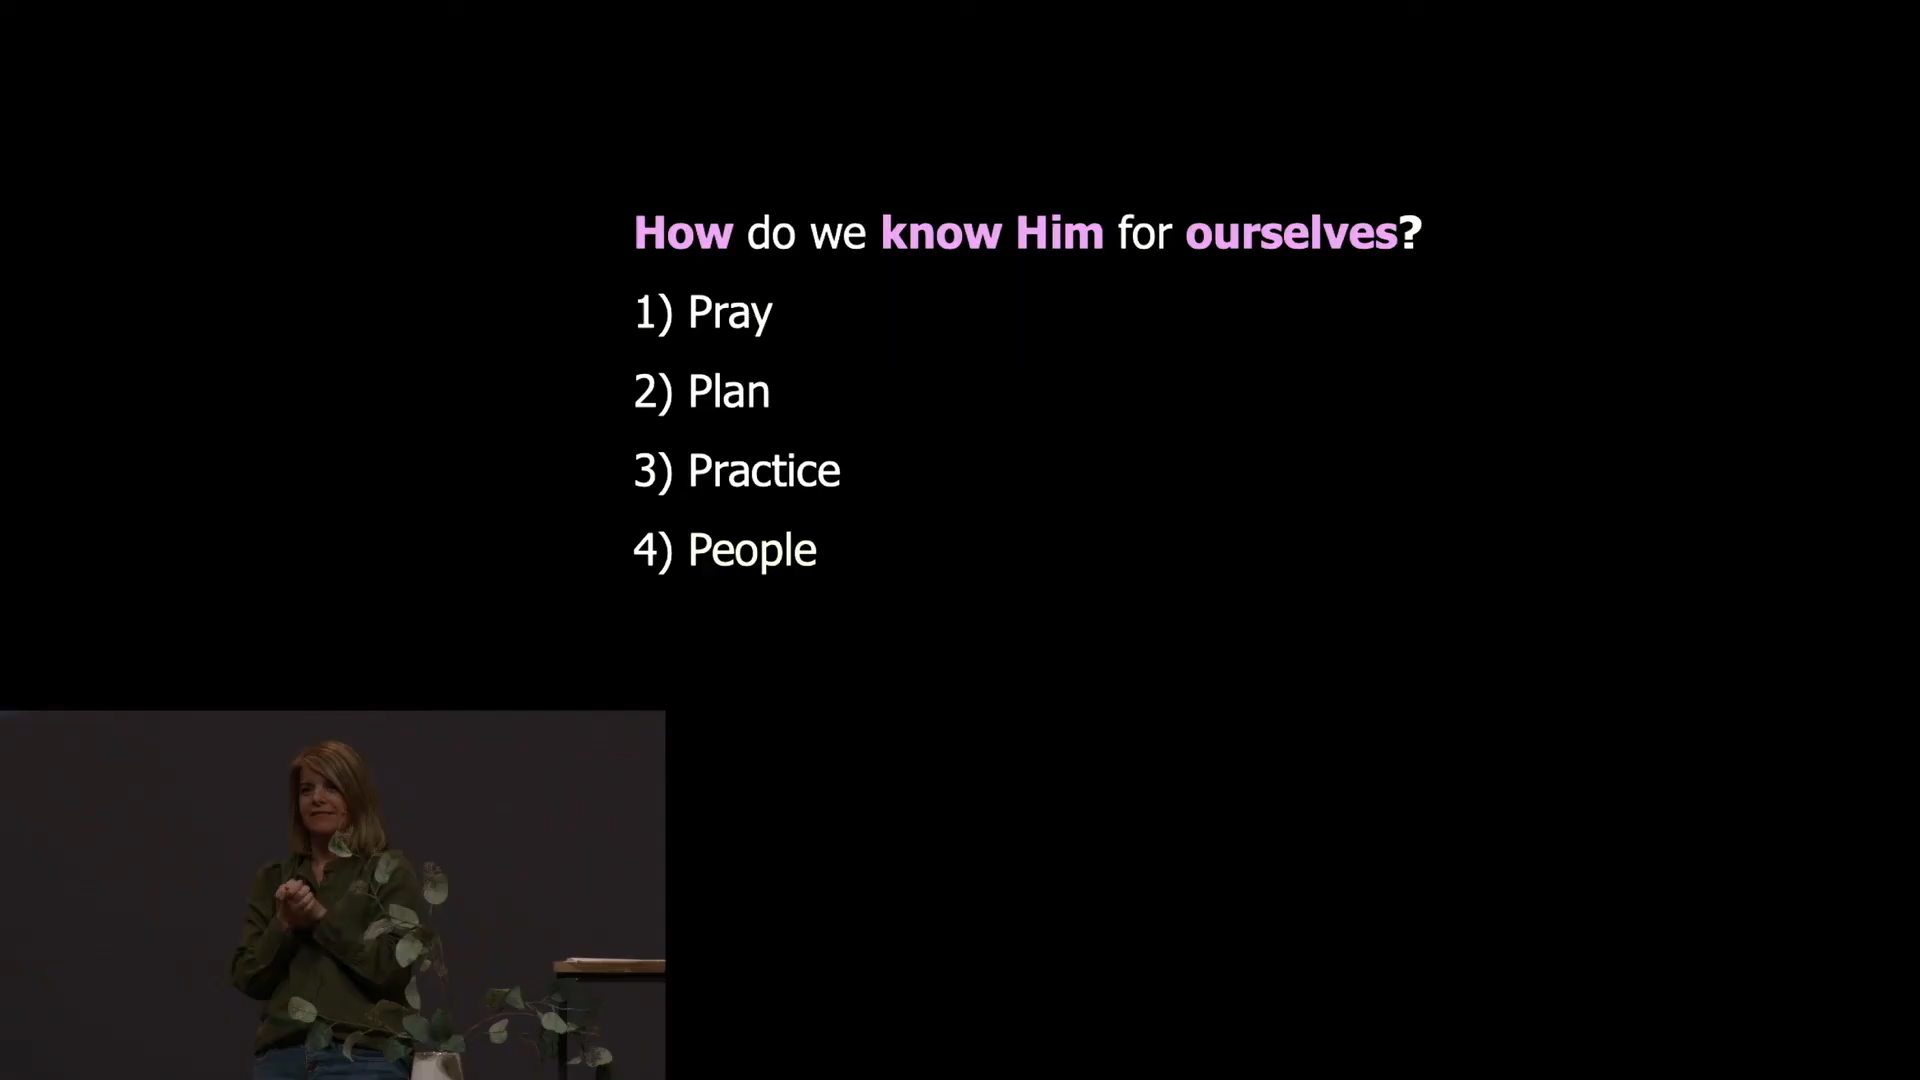 How do we know Him for ourselves?
1) Pray
2) Plan
3) Practice
4) People